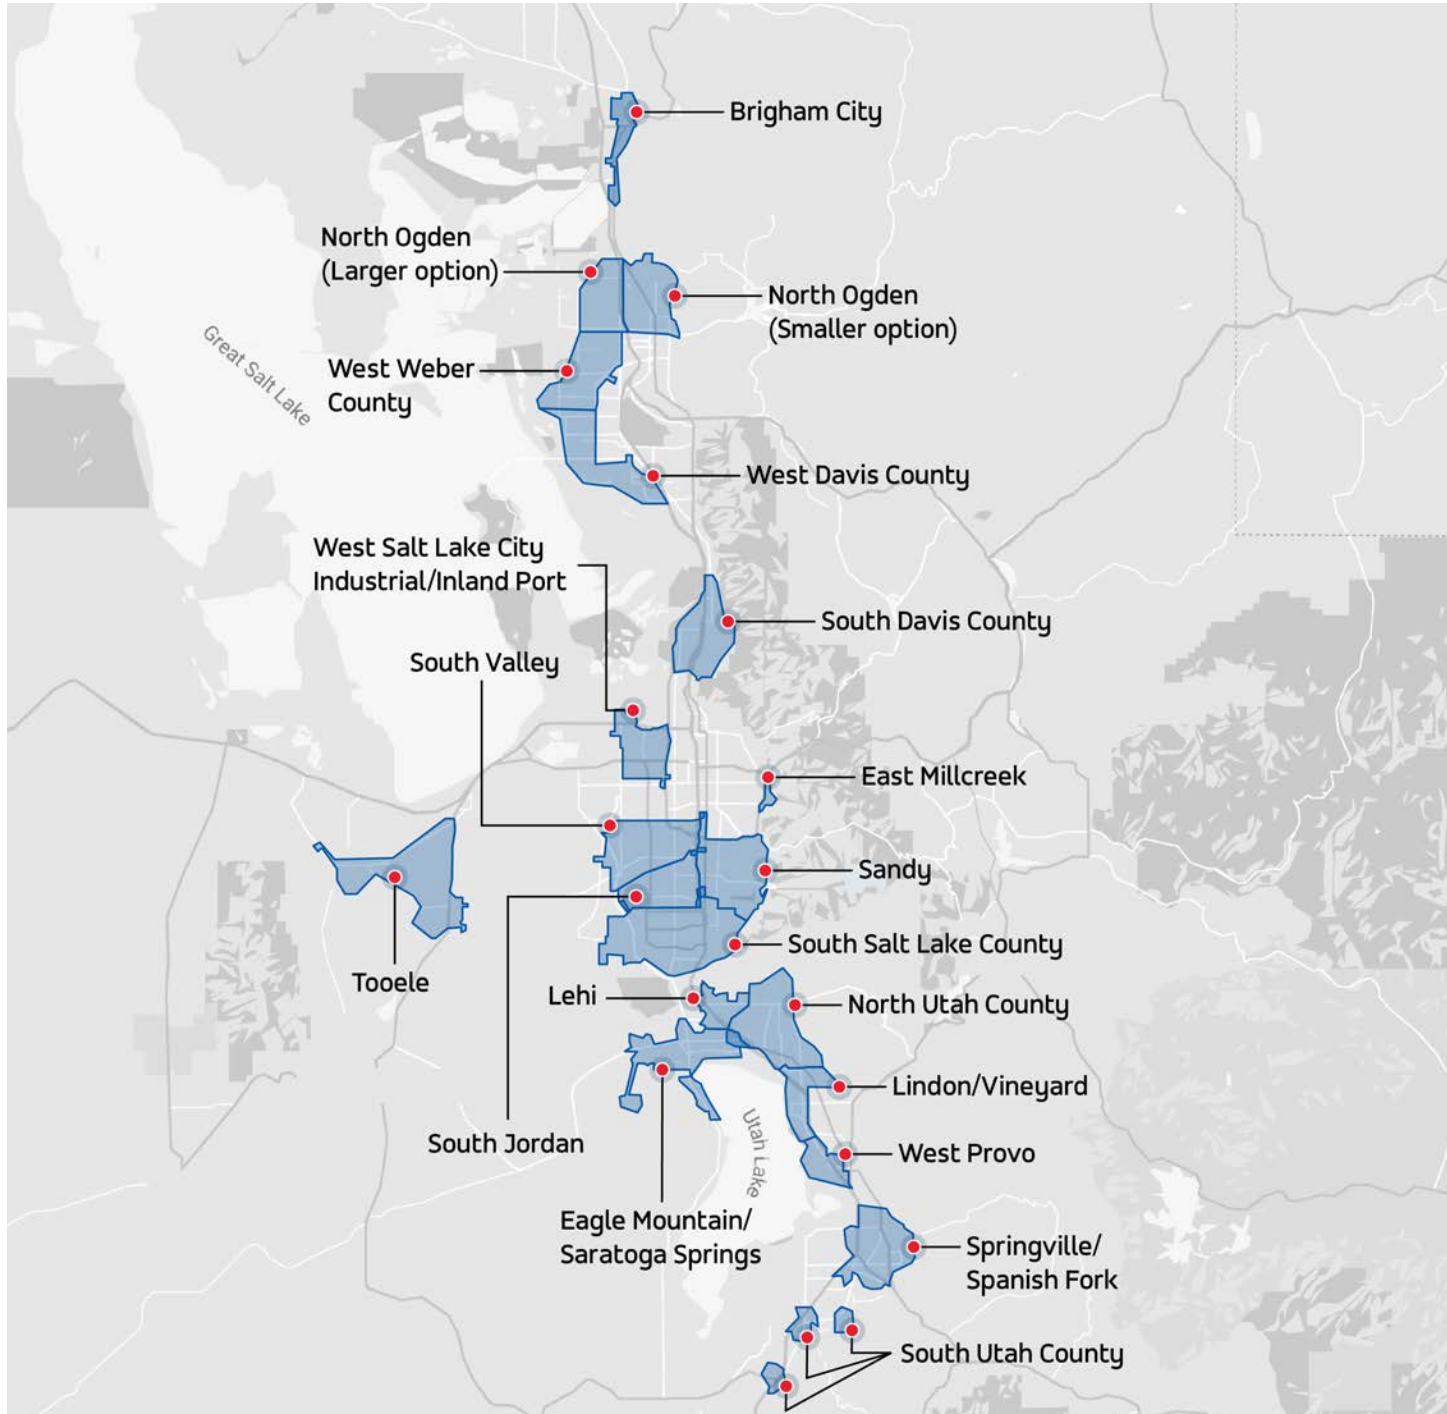 Brigham City
North Ogden
(Larger option)
North Ogden
(Smaller option)
Great Salt Lake
West Weber
County
West Davis County
West Salt Lake City
Industrial/Inland Port
South Davis County
South Valley
East Millcreek
Sandy
South Salt Lake County
Tooele
Lehi
North Utah County
Lindon/Vineyard
South Jordan
Utah Lake
West Provo
Eagle Mountain/
Saratoga Springs
Springville/
Spanish Fork
South Utah County